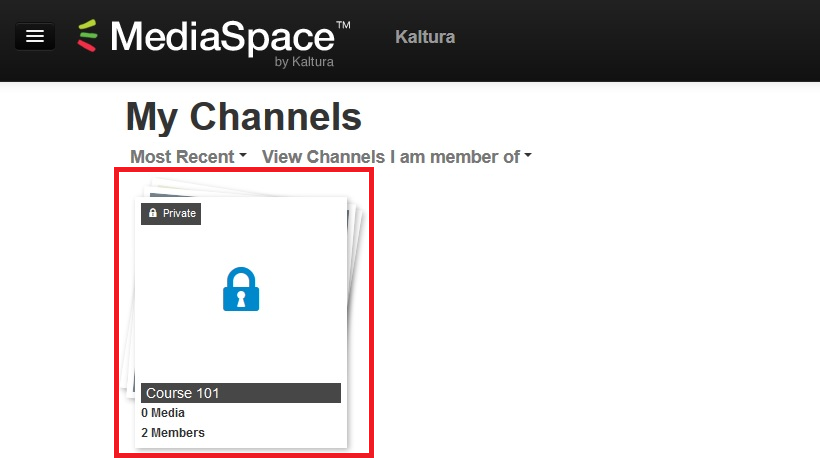 MediaSpace™ Kaltura
by Kaltura
My Channels
Most Recent View Channels I am member of
Private
Course 101
0 Media
2 Members